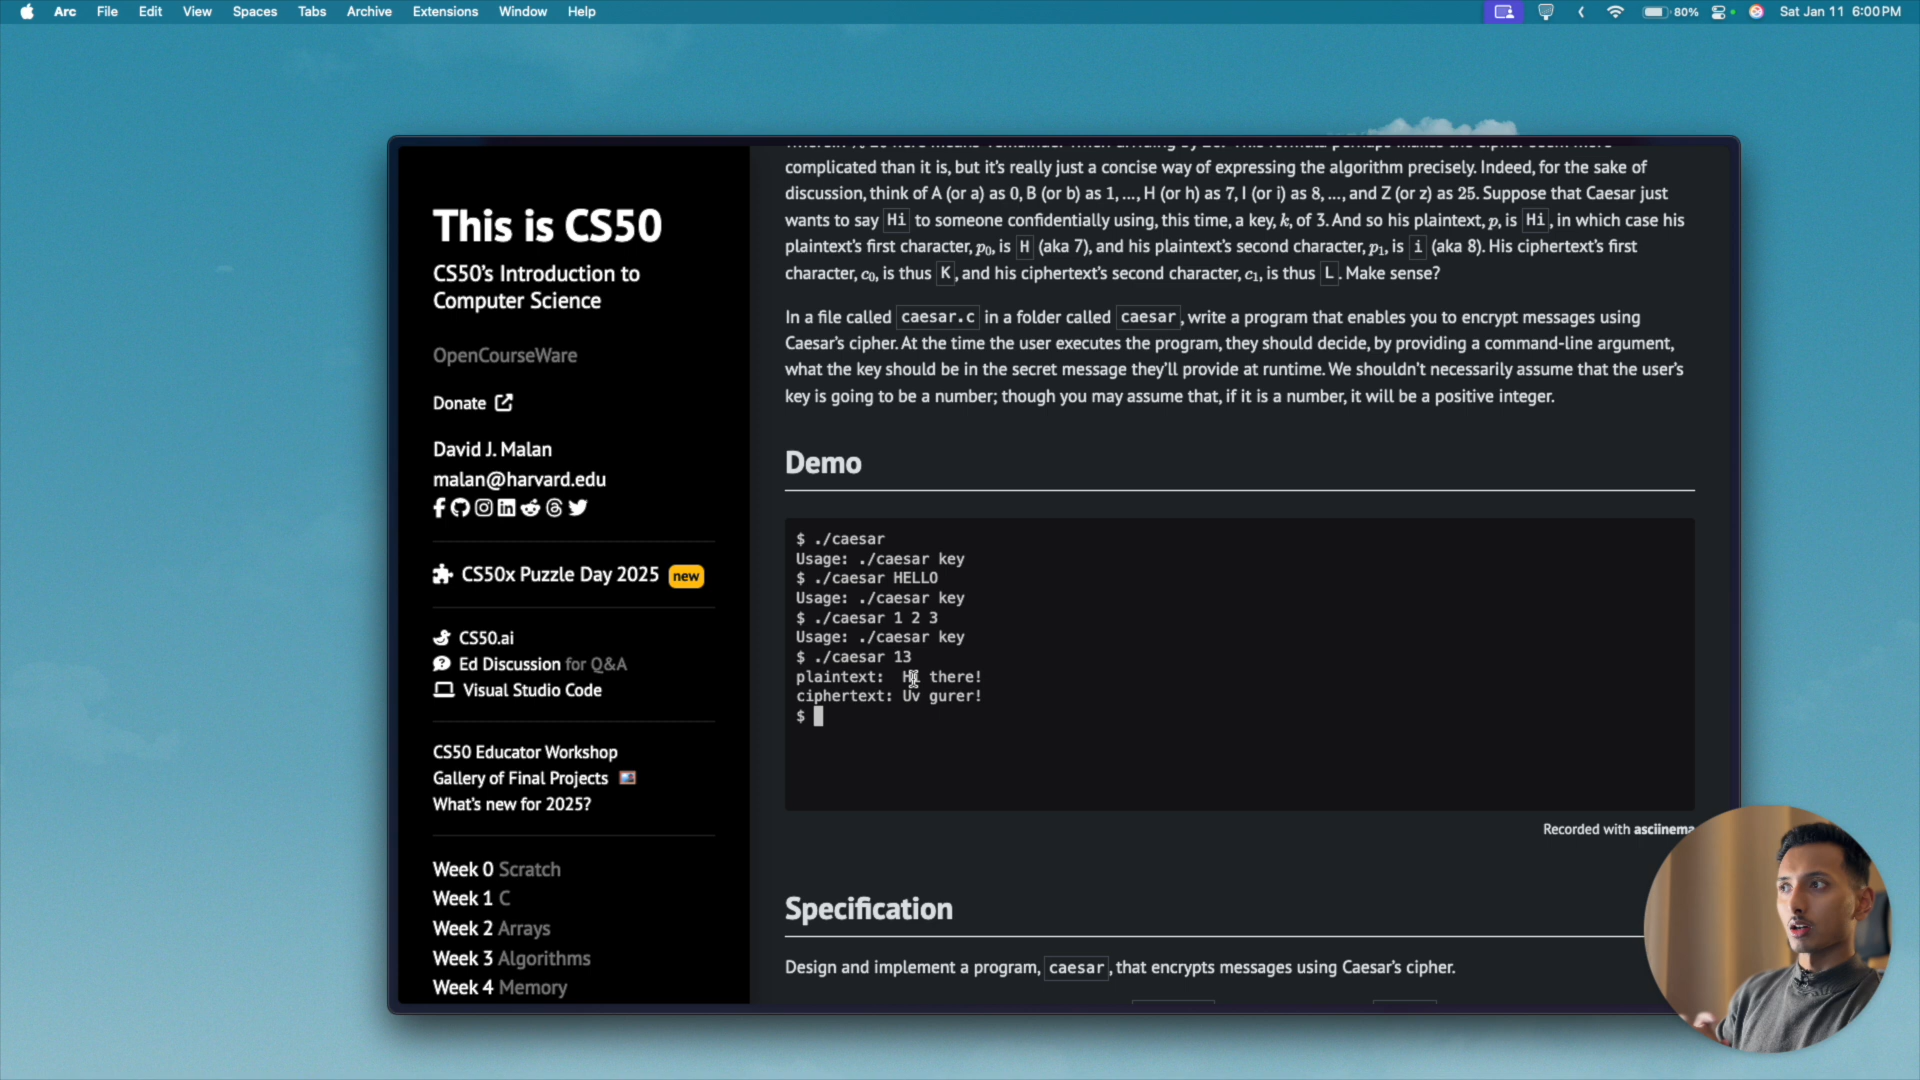 Arc File Edit View Spaces Tabs Archive Extensions Window Help
80% Sat Jan 11 6:00 PM
This is CS50
CS50's Introduction to
Computer Science
OpenCourseWare
Donate
David J. Malan
malan@harvard.edu
CS50x Puzzle Day 2025 new
CS50.ai
Ed Discussion for Q&A
Visual Studio Code
CS50 Educator Workshop
Gallery of Final Projects
What's new for 2025?
Week 0 Scratch
Week 1 C
Week 2 Arrays
Week 3 Algorithms
Week 4 Memory
complicated than it is, but it's really just a concise way of expressing the algorithm precisely. Indeed, for the sake of
discussion, think of A (or a) as 0, B (or b) as 1, …, H (or h) as 7, I (or i) as 8, …, and Z (or z) as 25. Suppose that Caesar just
wants to say Hi to someone confidentially using, this time, a key, k, of 3. And so his plaintext, p, is Hi, in which case his
plaintext's first character, p0, is H (aka 7), and his plaintext's second character, p1, is i (aka 8). His ciphertext's first
character, c0, is thus K, and his ciphertext's second character, c1, is thus L. Make sense?
In a file called caesar.c in a folder called caesar, write a program that enables you to encrypt messages using
Caesar's cipher. At the time the user executes the program, they should decide, by providing a command-line argument,
what the key should be in the secret message they'll provide at runtime. We shouldn't necessarily assume that the user's
key is going to be a number; though you may assume that, if it is a number, it will be a positive integer.
Demo
$ ./caesar
Usage: ./caesar key
$ ./caesar HELLO
Usage: ./caesar key
$ ./caesar 1 2 3
Usage: ./caesar key
$ ./caesar 13
plaintext:  Hi there!
ciphertext: Uv gurer!
$
Recorded with asciinema
Specification
Design and implement a program, caesar, that encrypts messages using Caesar's cipher.